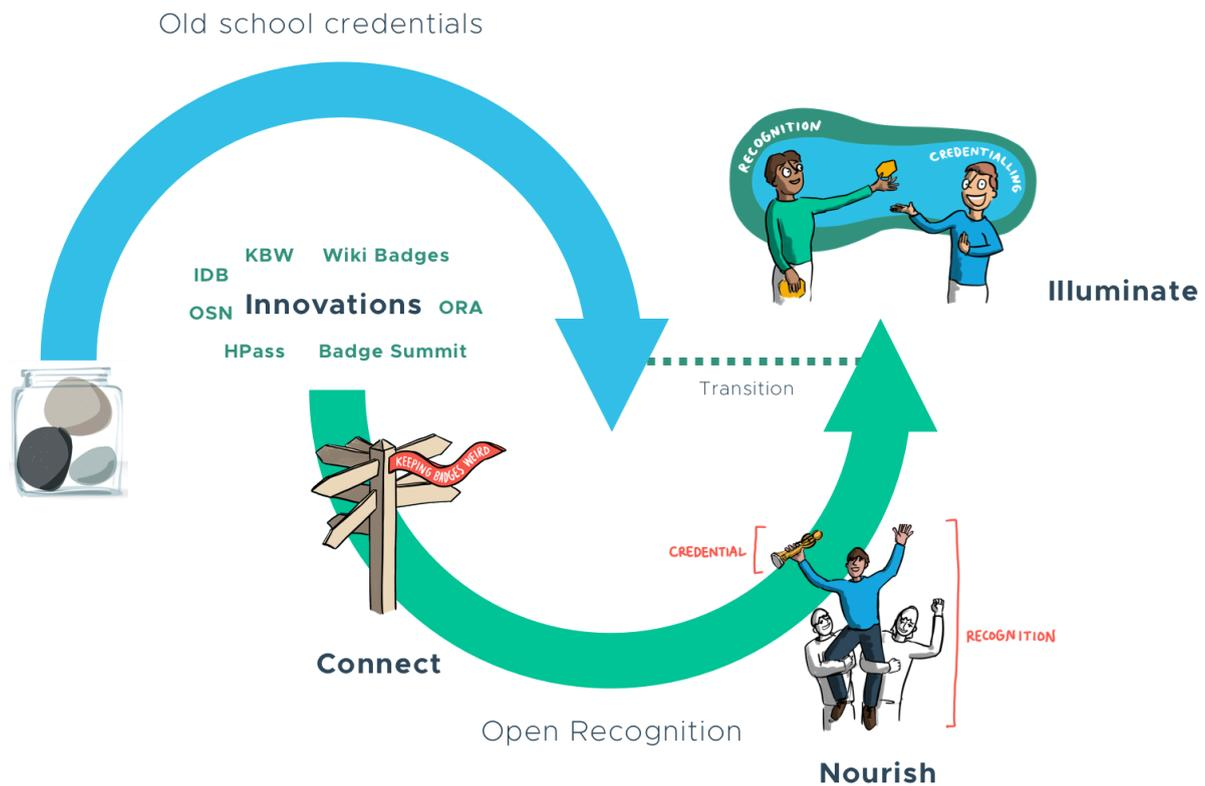 Old school credentials
RECOGNITION
CREDENTIALLING
KBW
Wiki Badges
IDB
Innovations
OSN
ORA
Illuminate
HPass
Badge Summit
Transition
KEEPING BADGES WEIRD
CREDENTIAL
RECOGNITION
Connect
Open Recognition
Nourish